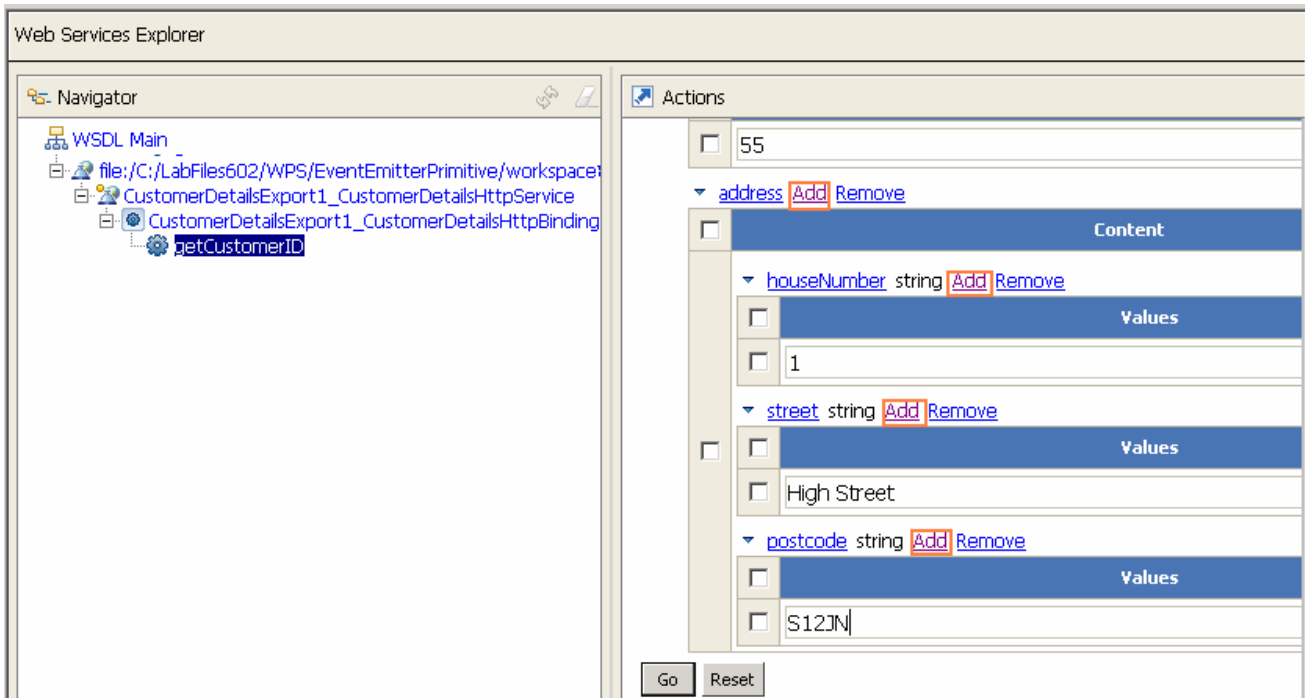 Web Services Explorer
Navigator
WSDL Main
file:/C:/LabFiles602/WPS/EventEmitterPrimitive/workspace
CustomerDetailsExport1_CustomerDetailsHttpService
CustomerDetailsExport1_CustomerDetailsHttpBinding
getCustomerID
Actions
55
address Add Remove
Content
houseNumber string Add Remove
Values
1
street string Add Remove
Values
High Street
postcode string Add Remove
Values
S12JN
Go Reset